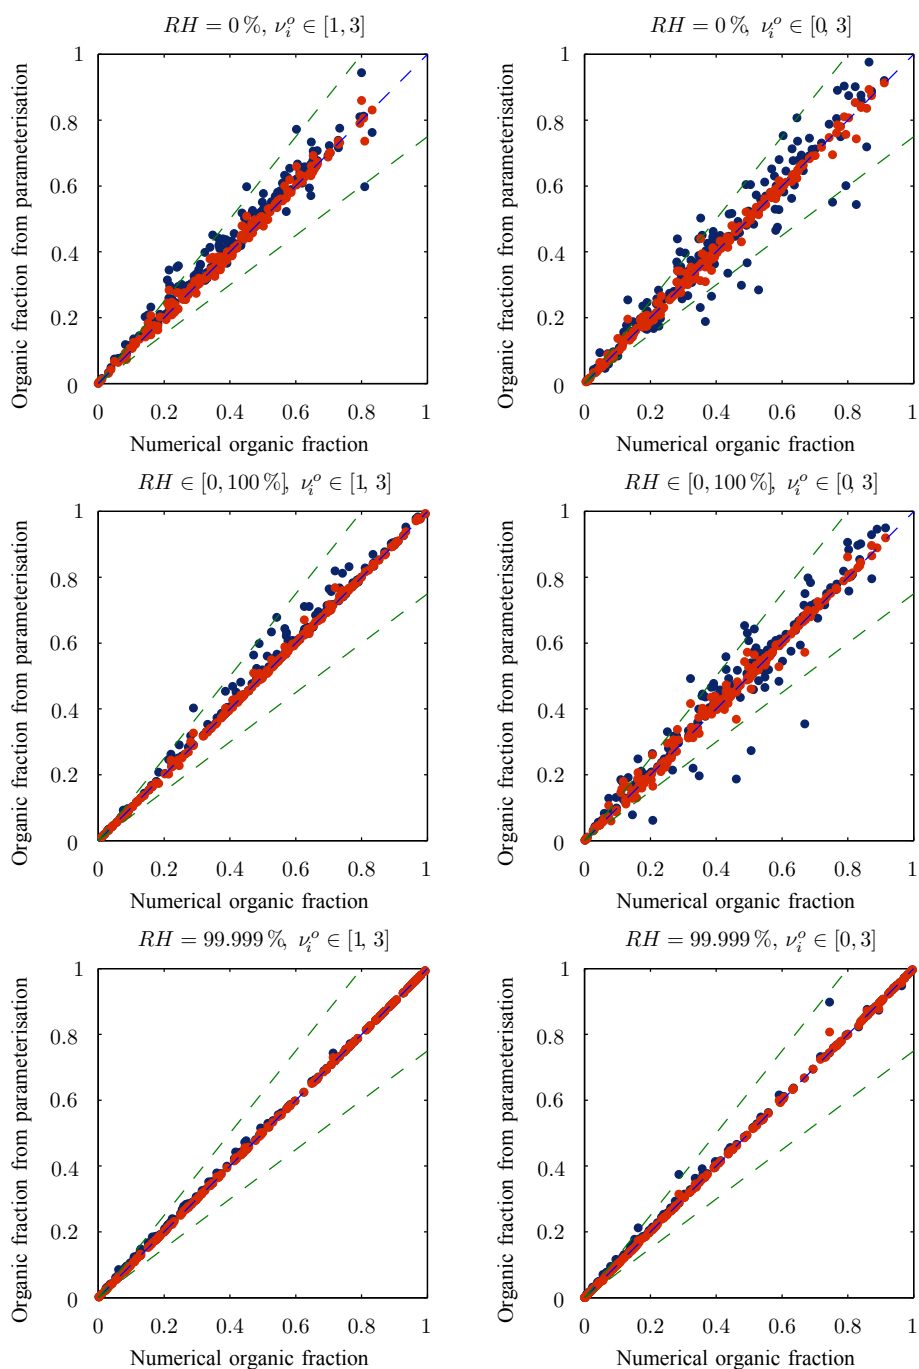 RH = 0 %, ν_i^o ∈ [1, 3]
Organic fraction from parameterisation
1
0.8
0.6
0.4
0.2
0
0 0.2 0.4 0.6 0.8 1
Numerical organic fraction
RH = 0 %, ν_i^o ∈ [0, 3]
Organic fraction from parameterisation
1
0.8
0.6
0.4
0.2
0
0 0.2 0.4 0.6 0.8 1
Numerical organic fraction
RH ∈ [0, 100 %], ν_i^o ∈ [1, 3]
Organic fraction from parameterisation
1
0.8
0.6
0.4
0.2
0
0 0.2 0.4 0.6 0.8 1
Numerical organic fraction
RH ∈ [0, 100 %], ν_i^o ∈ [0, 3]
Organic fraction from parameterisation
1
0.8
0.6
0.4
0.2
0
0 0.2 0.4 0.6 0.8 1
Numerical organic fraction
RH = 99.999 %, ν_i^o ∈ [1, 3]
Organic fraction from parameterisation
1
0.8
0.6
0.4
0.2
0
0 0.2 0.4 0.6 0.8 1
Numerical organic fraction
RH = 99.999 %, ν_i^o ∈ [0, 3]
Organic fraction from parameterisation
1
0.8
0.6
0.4
0.2
0
0 0.2 0.4 0.6 0.8 1
Numerical organic fraction